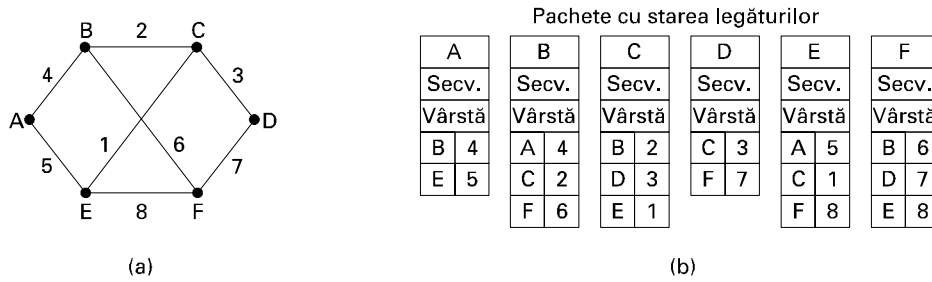 Pachete cu starea legăturilor
B 2 C
4 3
A D
5 1 6 7
E 8 F
A B C D E F
Secv. Secv. Secv. Secv. Secv. Secv.
Vârstă Vârstă Vârstă Vârstă Vârstă Vârstă
B 4 A 4 B 2 C 3 A 5 B 6
E 5 C 2 D 3 F 7 C 1 D 7
F 6 E 1 F 8 E 8
(a) (b)